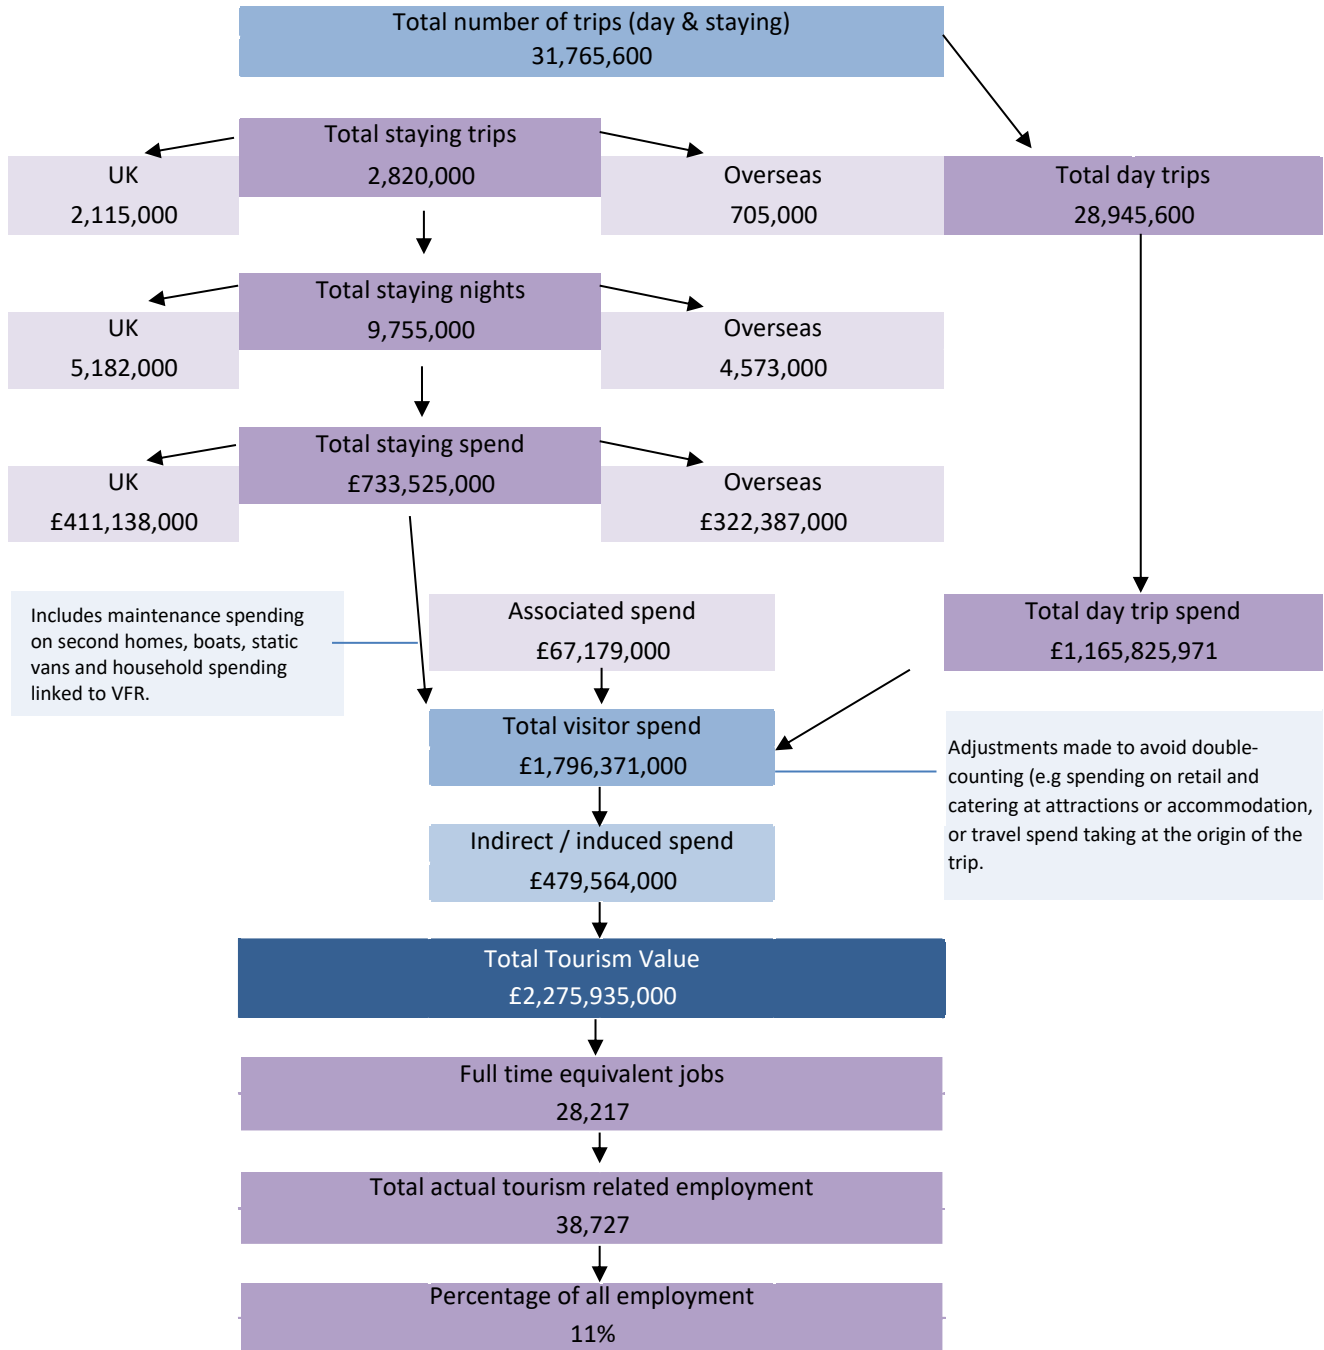 Total number of trips (day & staying)
31,765,600
Total staying trips
2,820,000
UK
2,115,000
Overseas
705,000
Total day trips
28,945,600
Total staying nights
9,755,000
UK
5,182,000
Overseas
4,573,000
Total staying spend
£733,525,000
UK
£411,138,000
Overseas
£322,387,000
Includes maintenance spending
on second homes, boats, static
vans and household spending
linked to VFR.
Associated spend
£67,179,000
Total day trip spend
£1,165,825,971
Total visitor spend
£1,796,371,000
Adjustments made to avoid double-
counting (e.g spending on retail and
catering at attractions or accommodation,
or travel spend taking at the origin of the
trip.
Indirect / induced spend
£479,564,000
Total Tourism Value
£2,275,935,000
Full time equivalent jobs
28,217
Total actual tourism related employment
38,727
Percentage of all employment
11%